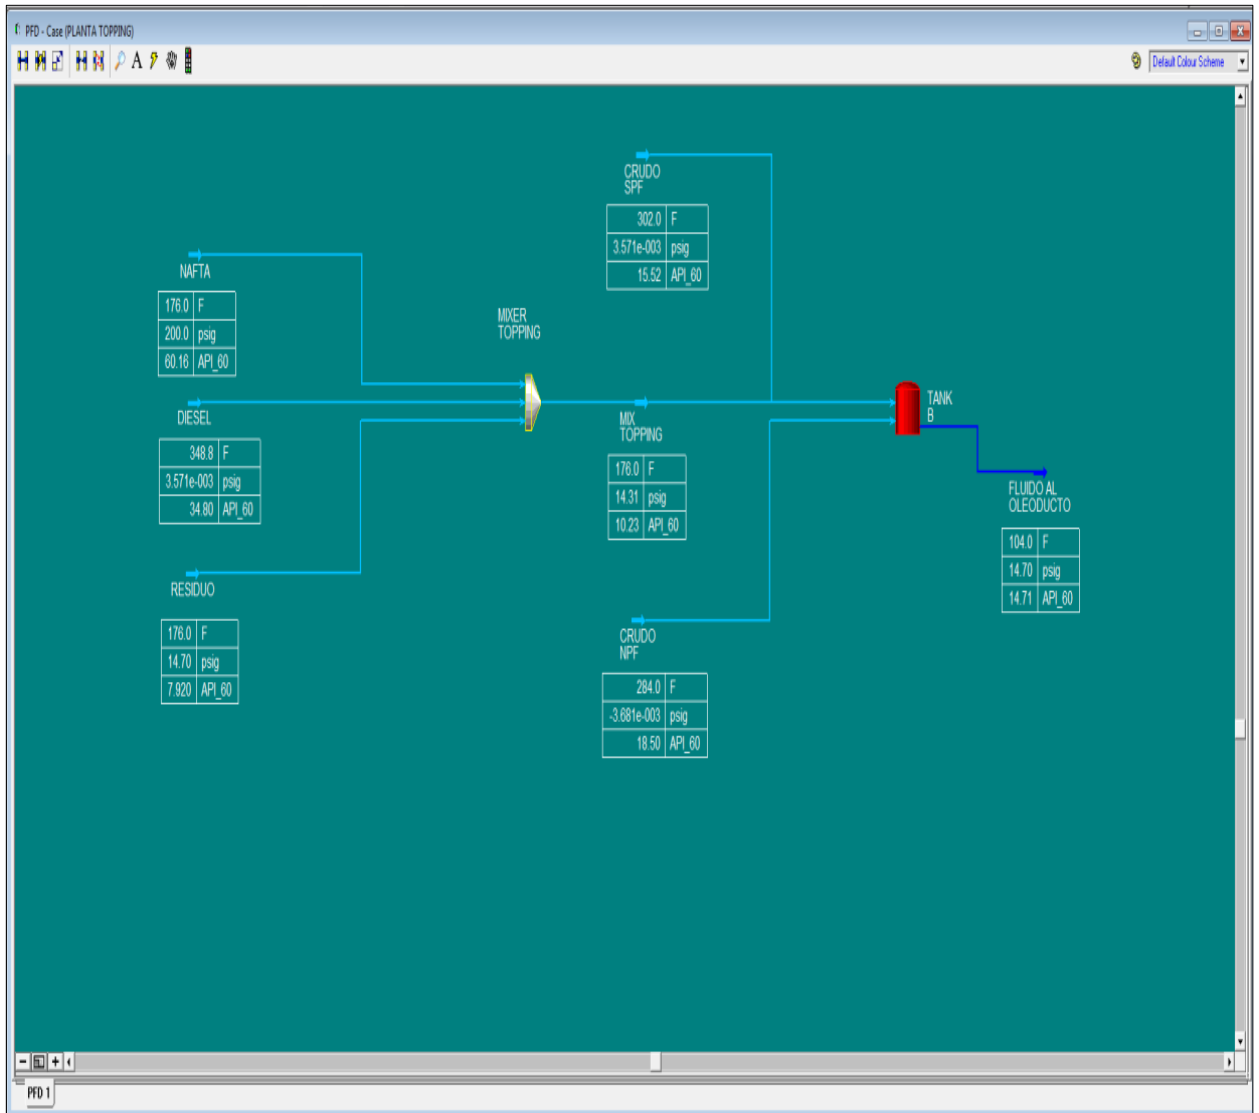 PFD - Case (PLANTA TOPPING)
A
Default Colour Scheme
CRUDO
SPF
302.0 F
3.571e-003 psig
15.52 API_60
NAFTA
176.0 F
200.0 psig
60.16 API_60
MIXER
TOPPING
DIESEL
348.8 F
3.571e-003 psig
34.80 API_60
MIX
TOPPING
176.0 F
14.31 psig
10.23 API_60
TANK
B
FLUIDO AL
OLEODUCTO
104.0 F
14.70 psig
14.71 API_60
RESIDUO
176.0 F
14.70 psig
7.920 API_60
CRUDO
NPF
284.0 F
-3.681e-003 psig
18.50 API_60
PFD 1